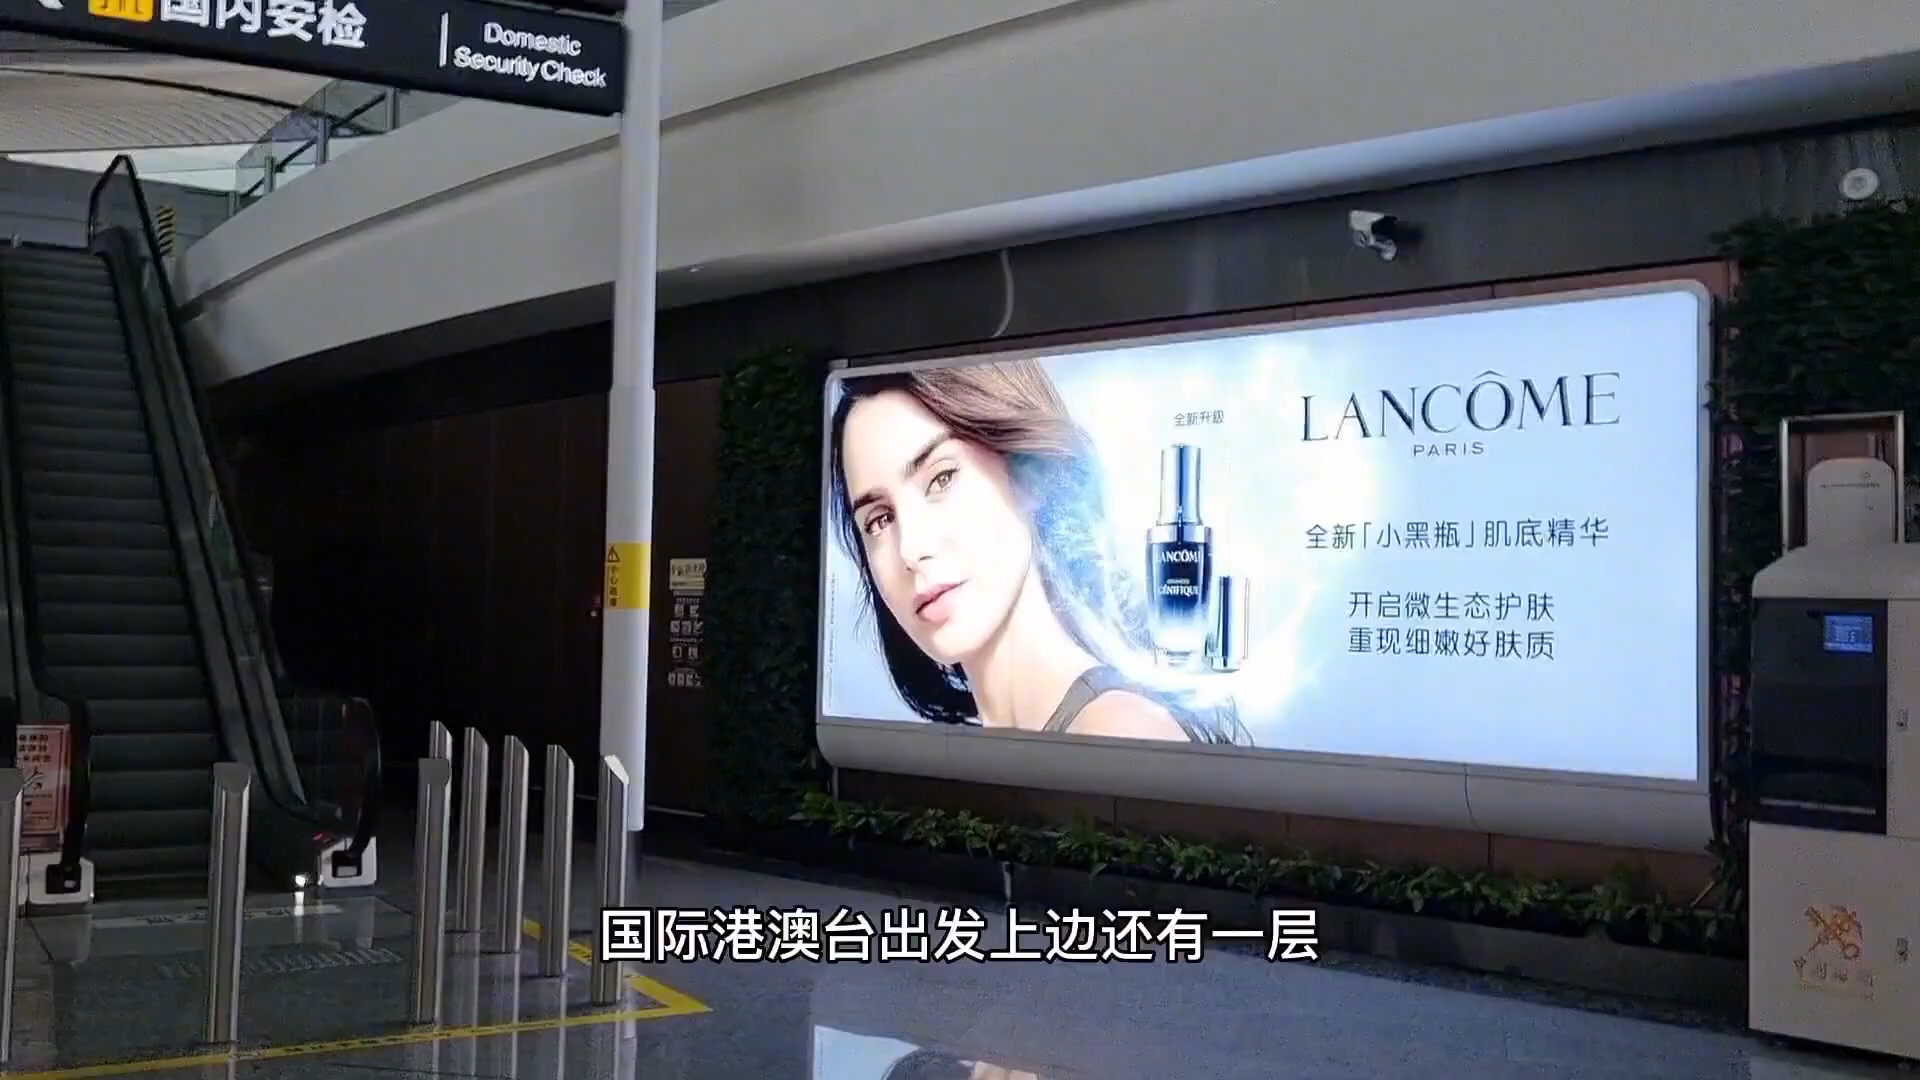 国内安检
Domestic
Security Check
全新升级
LANCÔME
PARIS
全新「小黑瓶」肌底精华
开启微生态护肤
重现细嫩好肤质
LANCÔME
GÉNIFIQUE
国际港澳台出发上边还有一层